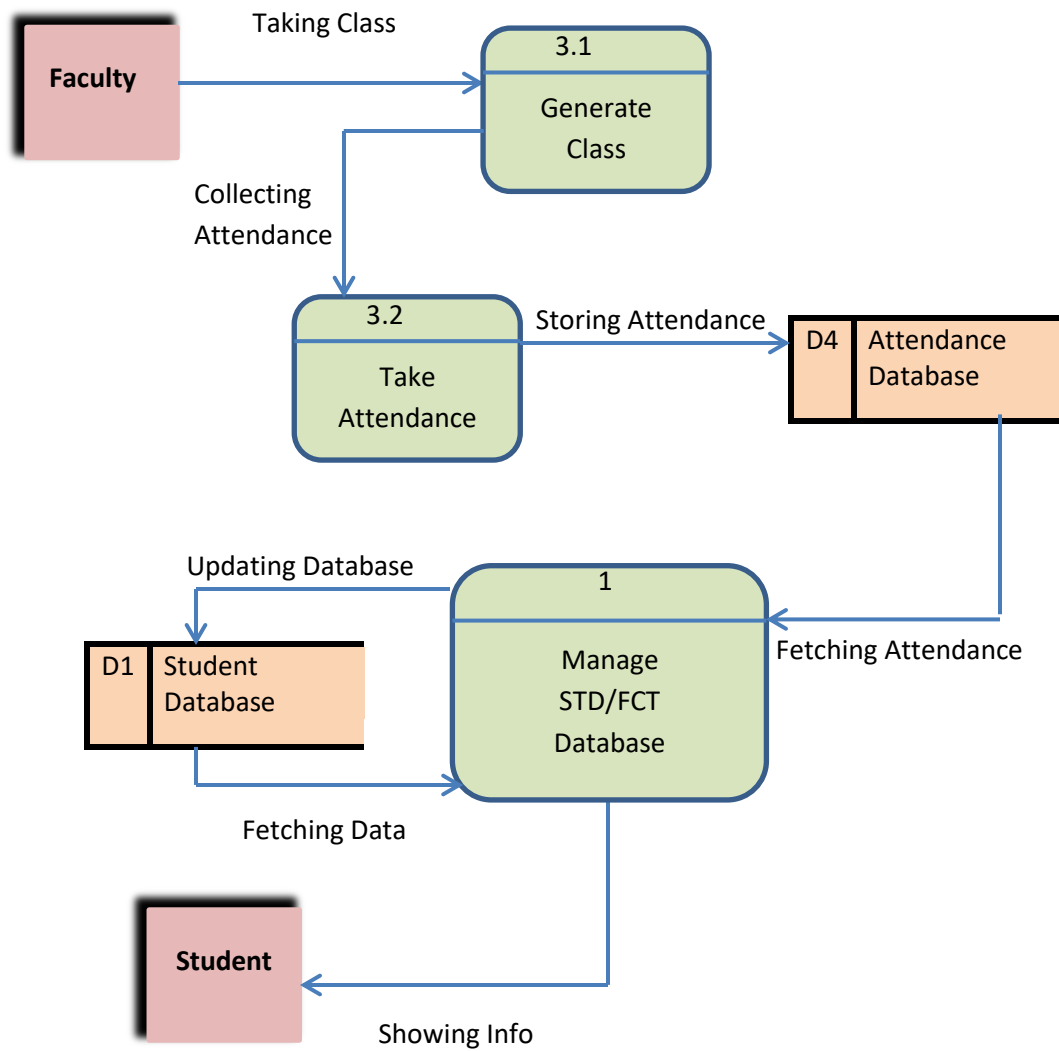 Taking Class
Faculty
3.1
Generate
Class
Collecting
Attendance
3.2
Take
Attendance
Storing Attendance
D4
Attendance
Database
Updating Database
1
Manage
STD/FCT
Database
Fetching Attendance
D1
Student
Database
Fetching Data
Student
Showing Info